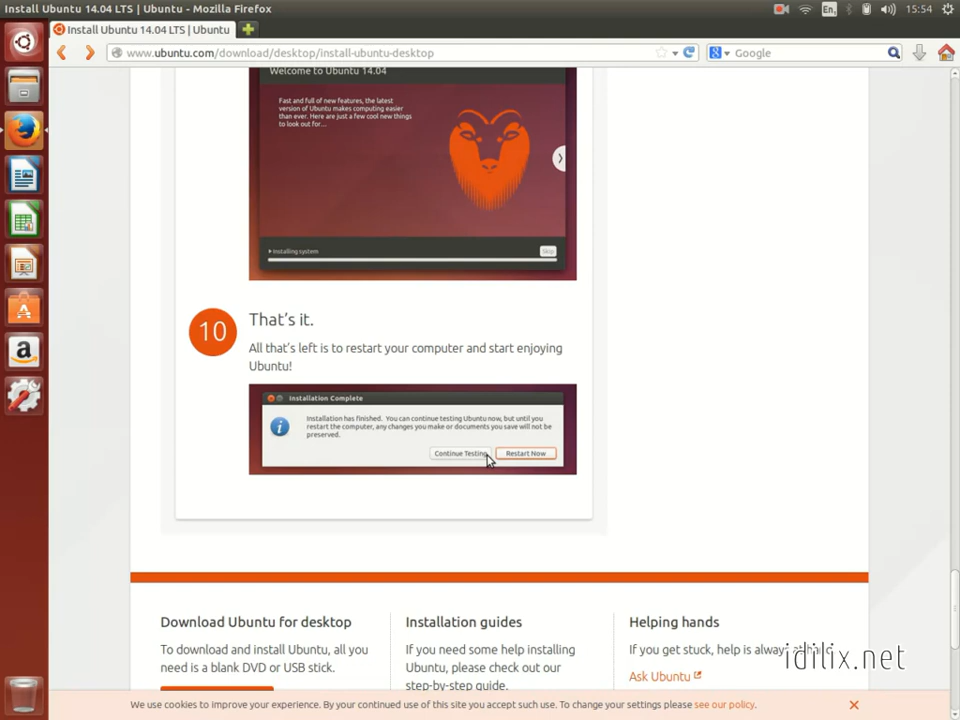 Install Ubuntu 14.04 LTS | Ubuntu - Mozilla Firefox
En
15:54
Install Ubuntu 14.04 LTS | Ubuntu
www.ubuntu.com/download/desktop/install-ubuntu-desktop
Google
Welcome to Ubuntu 14.04
Fast and full of new features, the latest
version of Ubuntu makes computing easier
than ever. Here are just a few cool new things
to look out for...
Installing system
Skip
10
That's it.
All that's left is to restart your computer and start enjoying
Ubuntu!
Installation Complete
Installation has finished. You can continue testing Ubuntu now, but until you
restart the computer, any changes you make or documents you save will not be
preserved.
Continue Testing
Restart Now
Download Ubuntu for desktop
To download and install Ubuntu, all you
need is a blank DVD or USB stick.
Installation guides
If you need some help installing
Ubuntu, please check out our
step-by-step guide.
Helping hands
If you get stuck, help is always
Ask Ubuntu
idilix.net
We use cookies to improve your experience. By your continued use of this site you accept such use. To change your settings please see our policy.